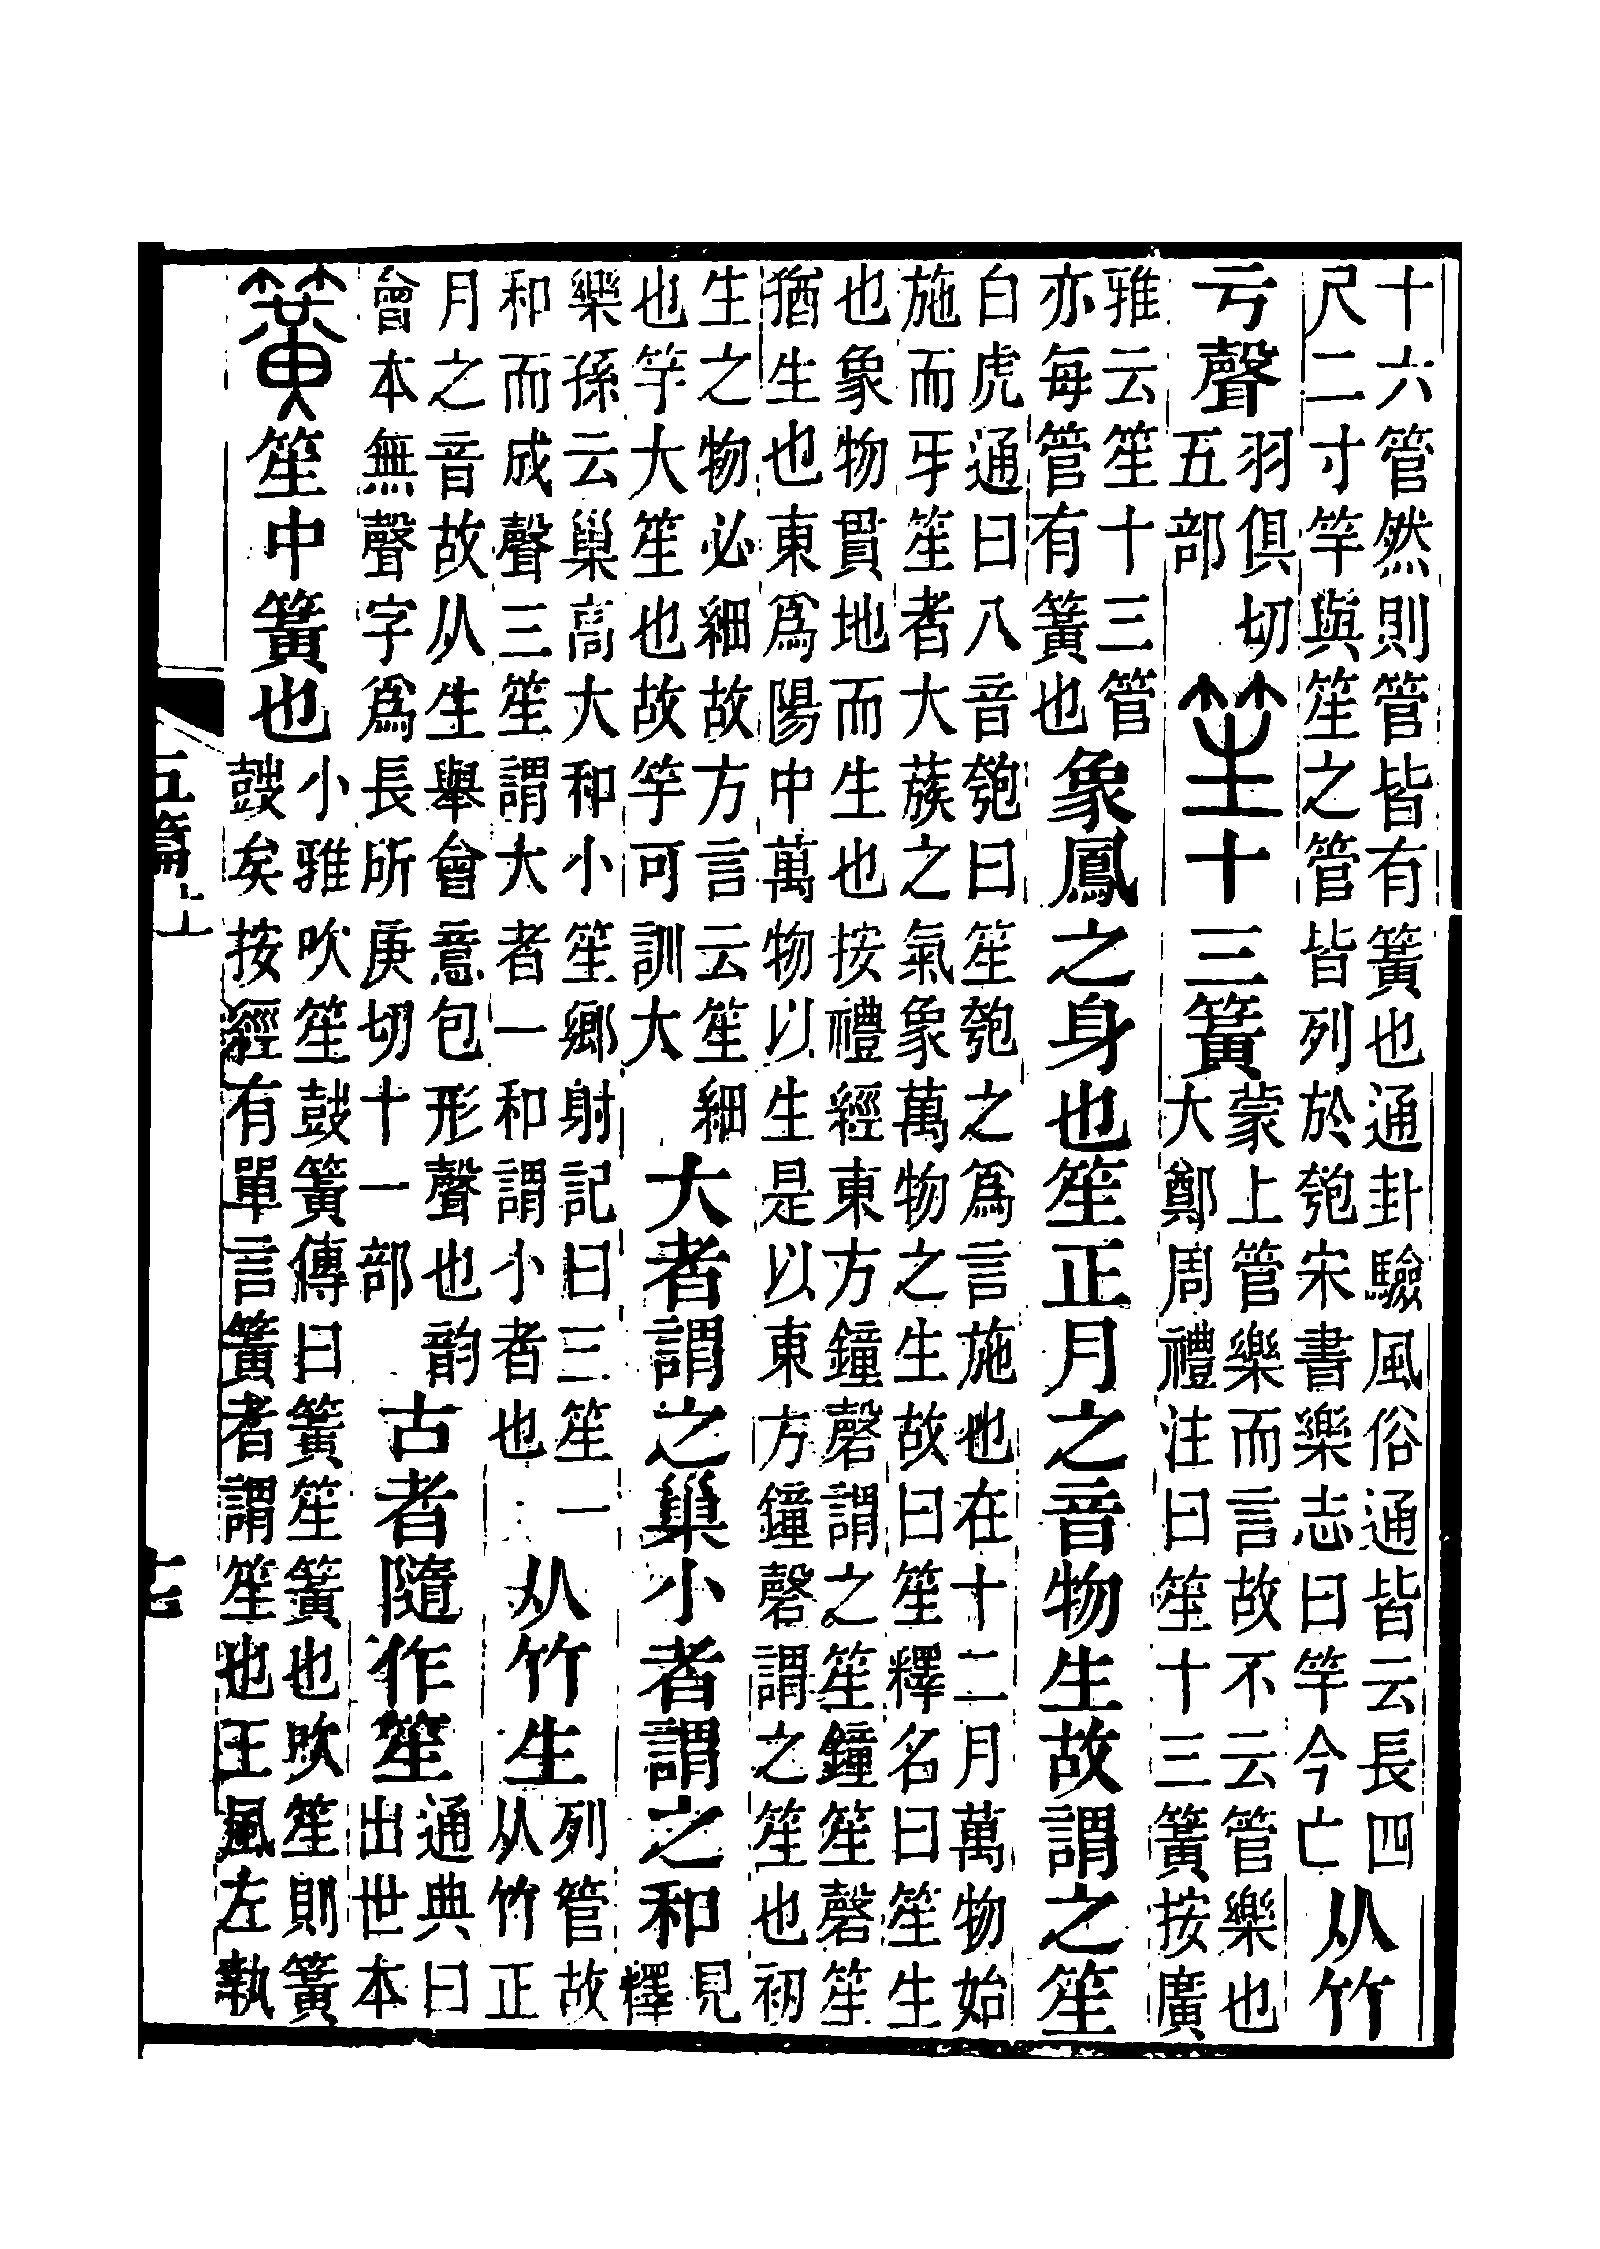 十六管然則管皆有簧也通卦驗風俗通皆云長四尺二寸竽與笙之管皆列於匏宋書樂志曰竽今亡从竹
亏聲羽俱切五部笙十三簧蒙上管樂而言故不云管樂也大鄭周禮注曰笙十三簧按廣
雅云笙十三管亦每管有簧也象鳳之身也笙正月之音物生故謂之笙
白虎通曰八音匏曰笙匏之爲言施也在十二月萬物始施而牙笙者大蔟之氣象萬物之生故曰笙釋名曰笙生
也象物貫地而生也按禮經東方鐘磬謂之笙鐘笙磬笙猶生也東爲陽中萬物以生是以東方鐘磬謂之笙也初
生之物必細故方言云笙細也竽大笙也故竽可訓大大者謂之巢小者謂之和見釋
樂孫云巢高大和小笙鄉射記曰三笙一和而成聲三笙謂大者一和謂小者也从竹生列管故从竹正
月之音故从生舉會意包形聲也韵會本無聲字爲長所庚切十一部古者隨作笙通典曰出世本
簧笙中簧也小雅吹笙鼓簧傳曰簧笙簧也吹笙則簧鼓矣按經有單言簧者謂笙也王風左執
五篇上
十七